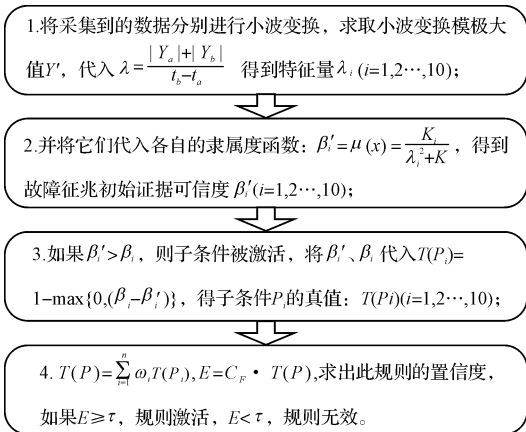 1.将采集到的数据分别进行小波变换，求取小波变换模极大
值Y′，代入 λ=(|Y_a|+|Y_b|)/(t_b−t_a) 得到特征量λ_i(i=1,2⋯,10)；
2.并将它们代入各自的隶属度函数：β_i′=μ(x)=K_i/(λ_i²+K)，得到
故障征兆初始证据可信度β_i′(i=1,2⋯,10)；
3.如果β_i′>β_i，则子条件被激活，将β_i′、β_i 代入T(P_i)=
1−max{0,(β_i−β_i′)}，得子条件P_i的真值：T(Pi)(i=1,2⋯,10)；
4. T(P)=∑_{i=1}^{n} ω_i T(P_i),E=C_F·T(P),求出此规则的置信度，
如果E≥τ，规则激活，E<τ，规则无效。